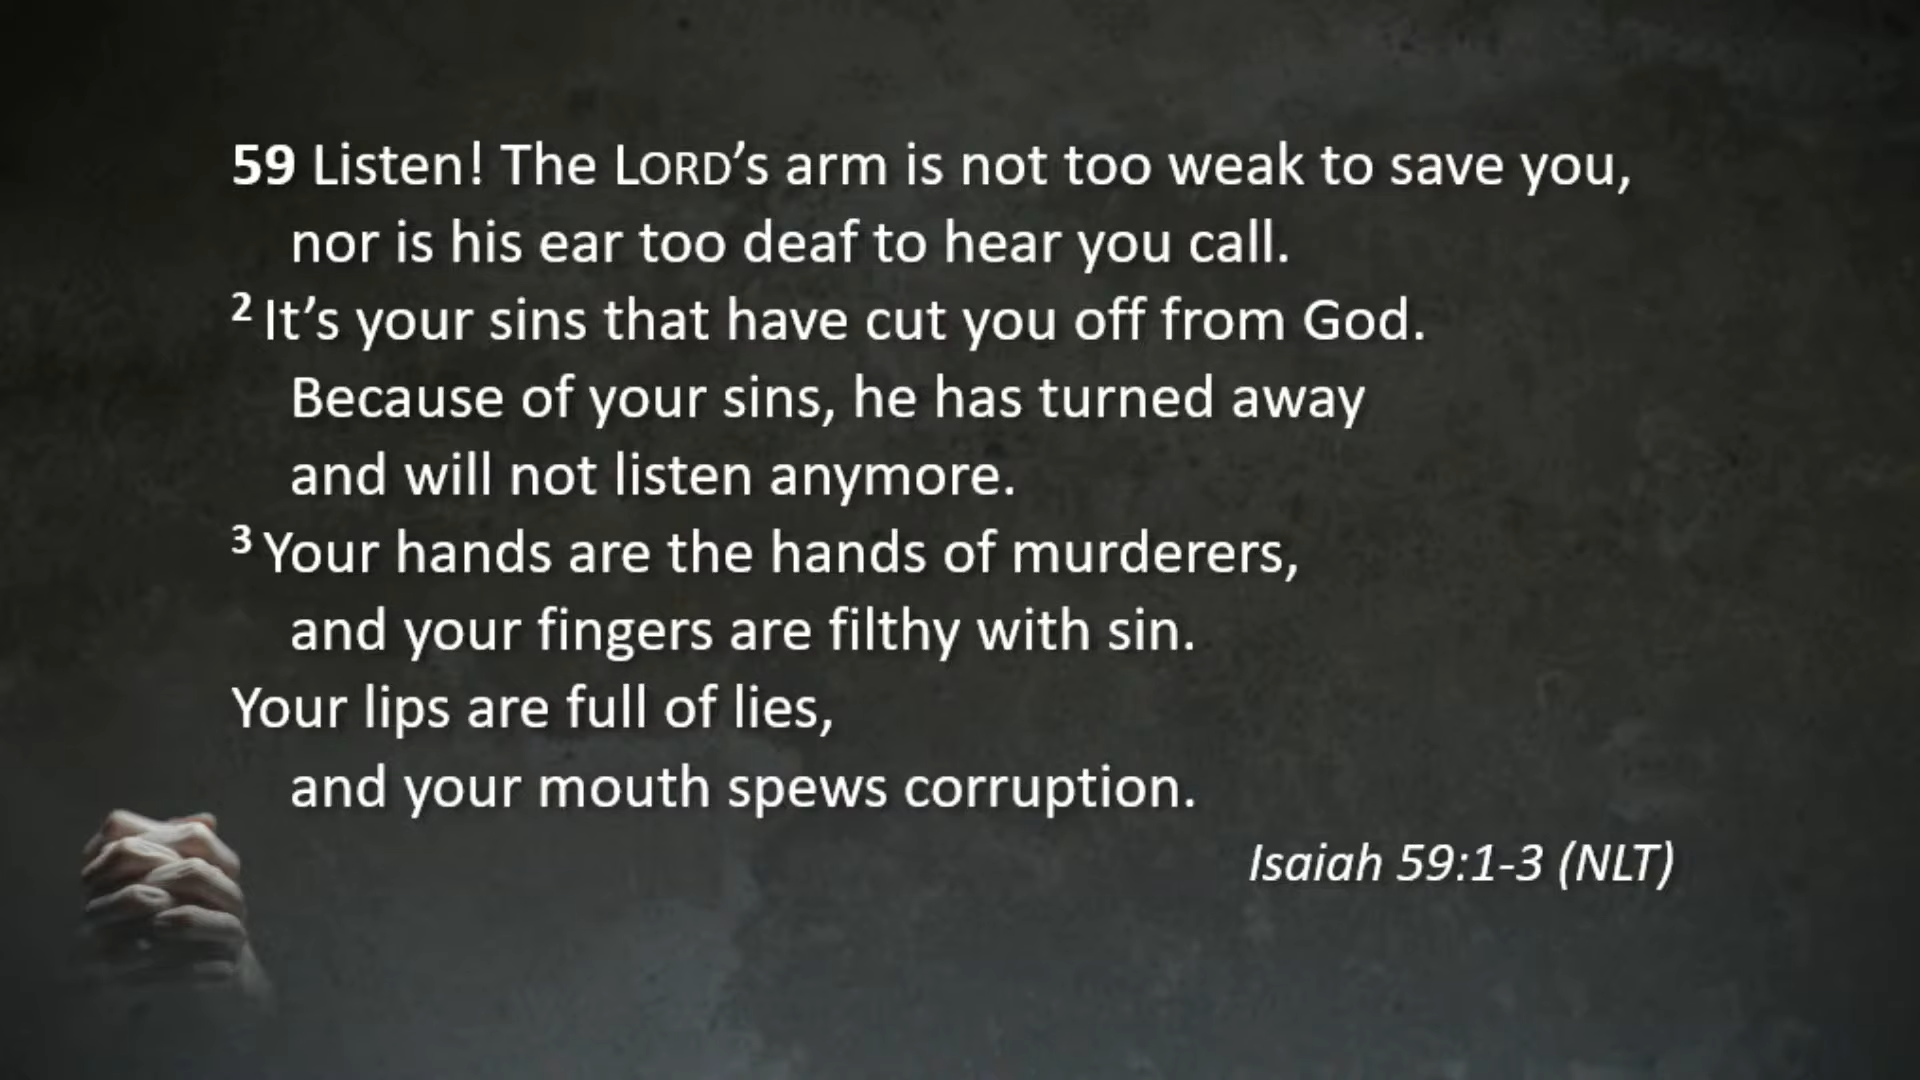 59 Listen! The LORD’s arm is not too weak to save you,
nor is his ear too deaf to hear you call.
2 It’s your sins that have cut you off from God.
Because of your sins, he has turned away
and will not listen anymore.
3 Your hands are the hands of murderers,
and your fingers are filthy with sin.
Your lips are full of lies,
and your mouth spews corruption.
Isaiah 59:1-3 (NLT)